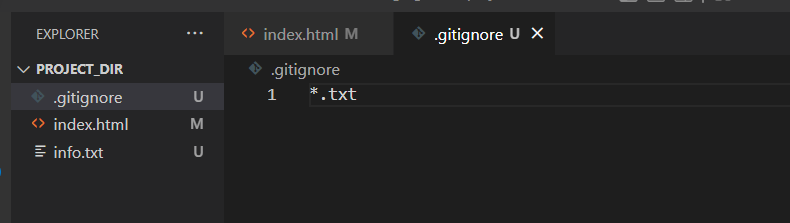 EXPLORER ...
PROJECT_DIR
.gitignore U
index.html M
info.txt U
index.html M .gitignore U
.gitignore
1 *.txt